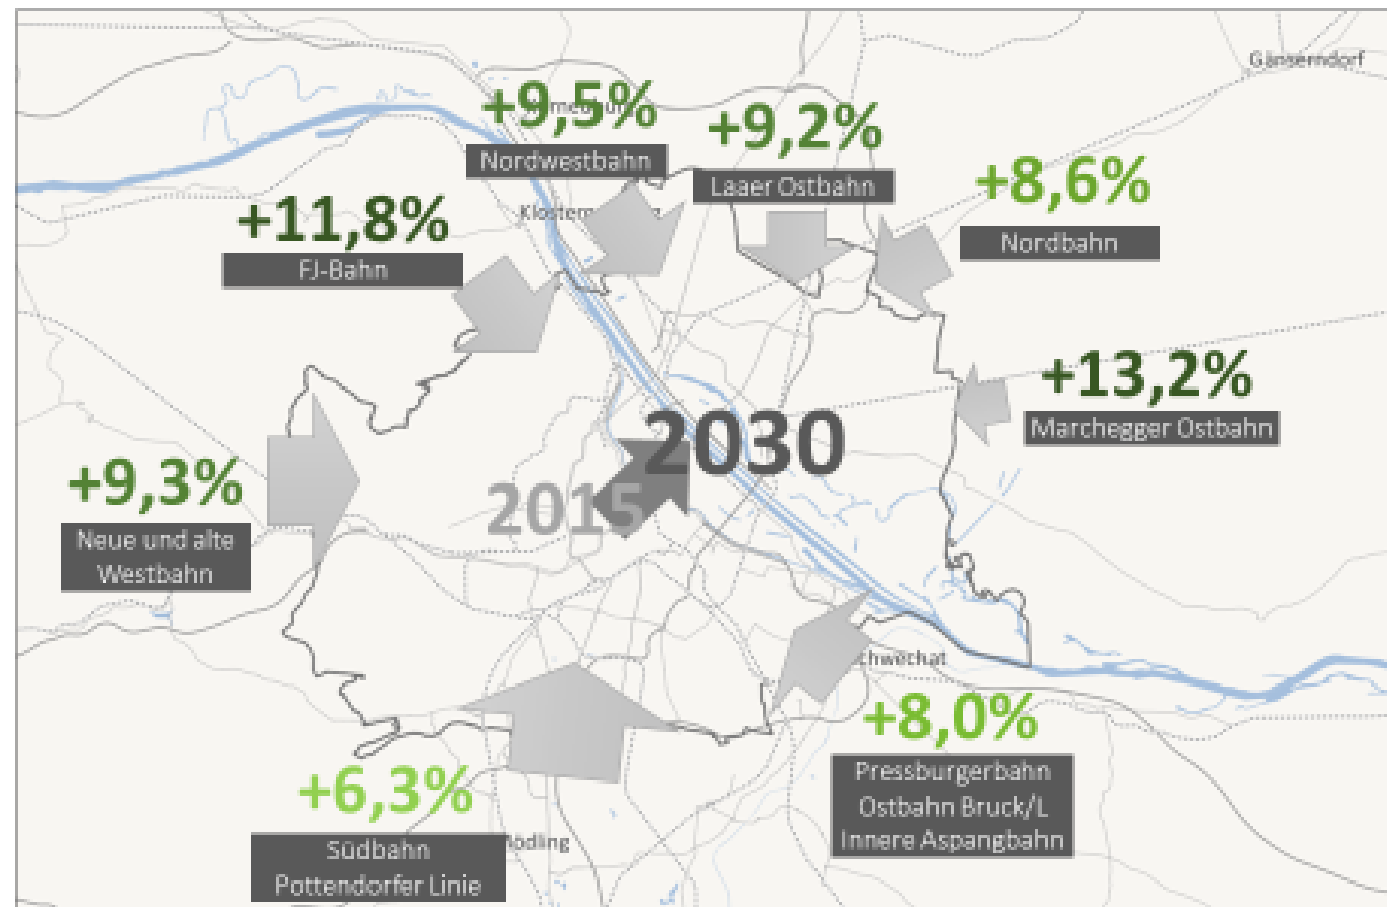 Gänserndorf
+9,5%
Nordwestbahn
+9,2%
Laaer Ostbahn
+8,6%
Nordbahn
+11,8%
FJ-Bahn
+13,2%
Marchegger Ostbahn
2030
2015
+9,3%
Neue und alte
Westbahn
chwechat
+8,0%
Pressburgerbahn
Ostbahn Bruck/L
Innere Aspangbahn
+6,3%
Südbahn
Pottendorfer Linie
ödling